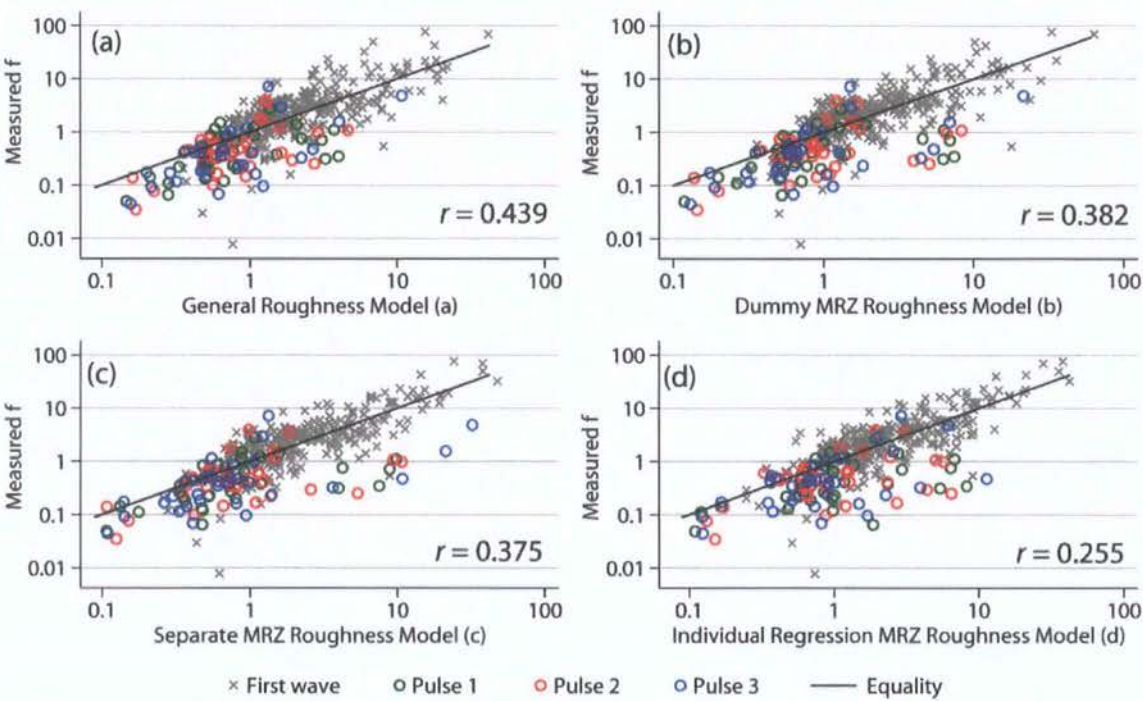 (a)
Measured f
100
10
1
0.1
0.01
r = 0.439
0.1 1 10 100
General Roughness Model (a)
(b)
Measured f
100
10
1
0.1
0.01
r = 0.382
0.1 1 10 100
Dummy MRZ Roughness Model (b)
(c)
Measured f
100
10
1
0.1
0.01
r = 0.375
0.1 1 10 100
Separate MRZ Roughness Model (c)
(d)
Measured f
100
10
1
0.1
0.01
r = 0.255
0.1 1 10 100
Individual Regression MRZ Roughness Model (d)
First wave Pulse 1 Pulse 2 Pulse 3 Equality